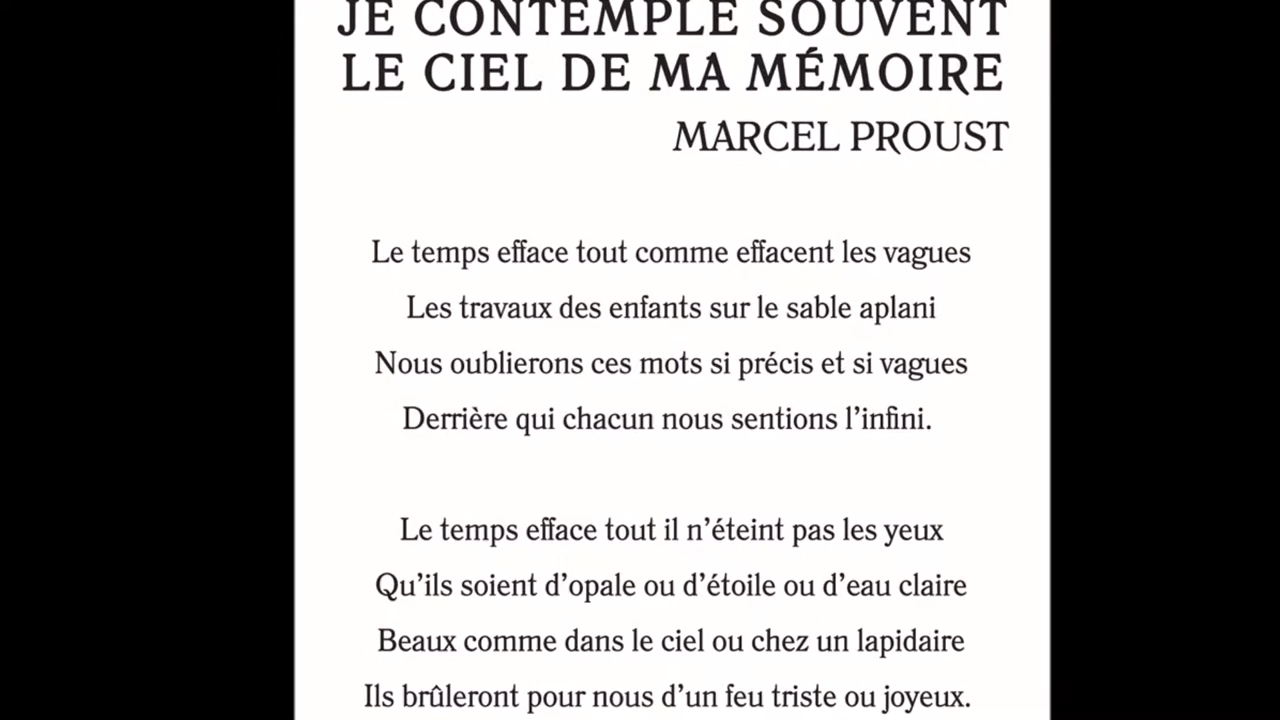 JE CONTEMPLE SOUVENT
LE CIEL DE MA MÉMOIRE
MARCEL PROUST
Le temps efface tout comme effacent les vagues
Les travaux des enfants sur le sable aplani
Nous oublierons ces mots si précis et si vagues
Derrière qui chacun nous sentions l’infini.
Le temps efface tout il n’éteint pas les yeux
Qu’ils soient d’opale ou d’étoile ou d’eau claire
Beaux comme dans le ciel ou chez un lapidaire
Ils brûleront pour nous d’un feu triste ou joyeux.